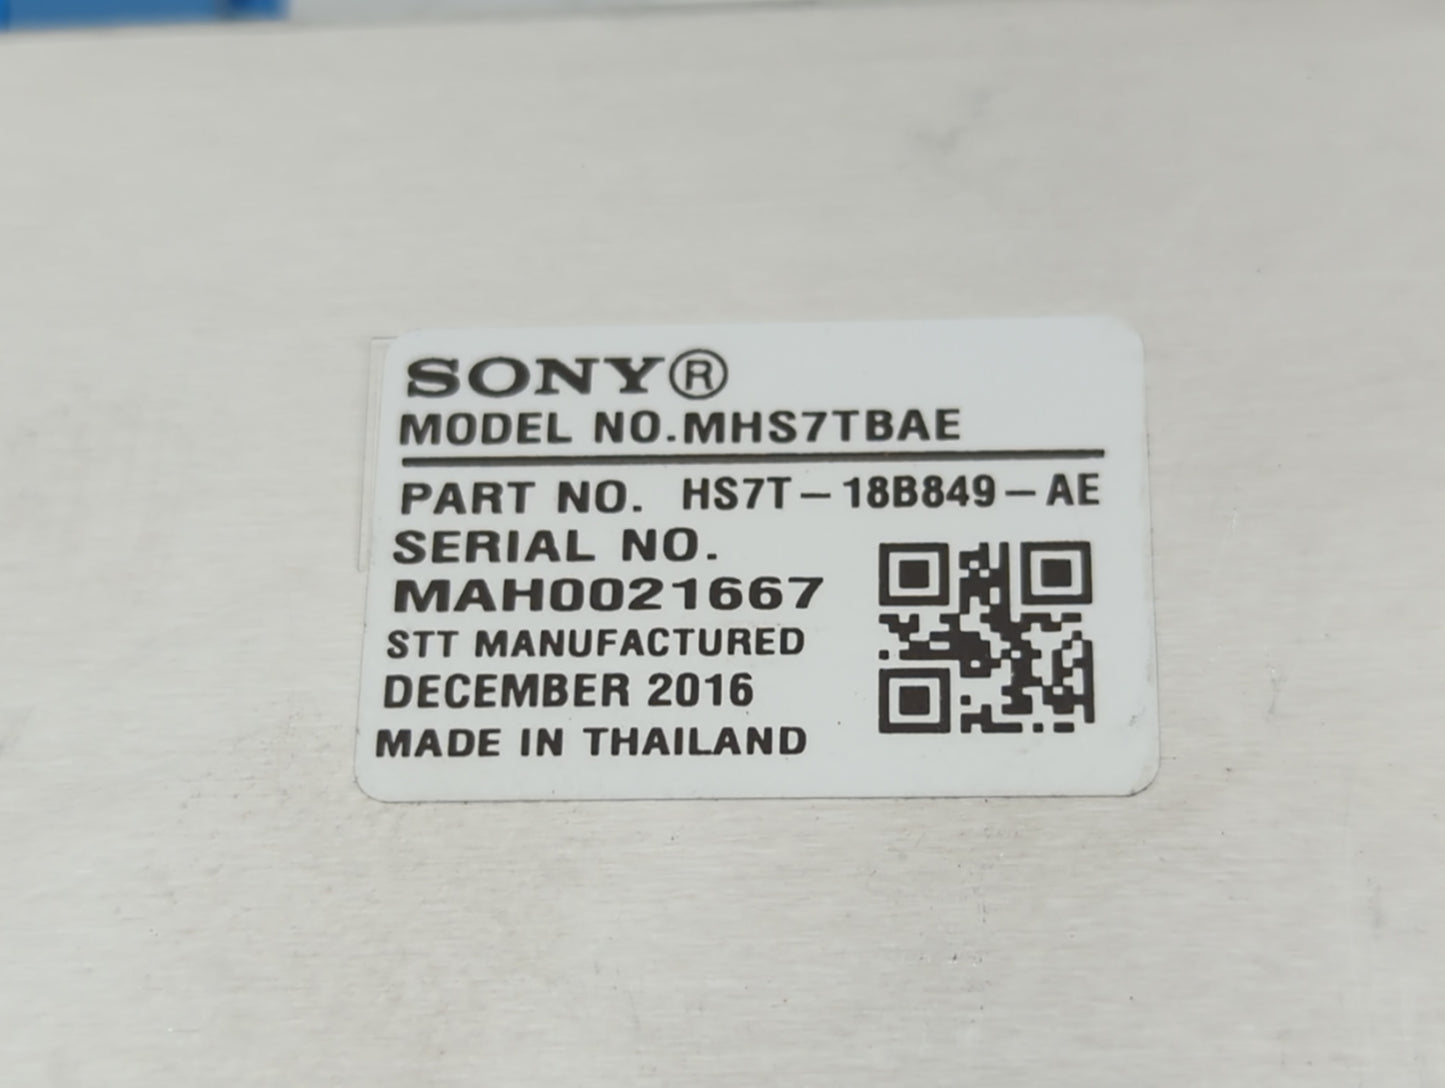 SONY®
MODEL NO.MHS7TBAE
PART NO. HS7T-18B849-AE
SERIAL NO.
MAH0021667
STT MANUFACTURED
DECEMBER 2016
MADE IN THAILAND